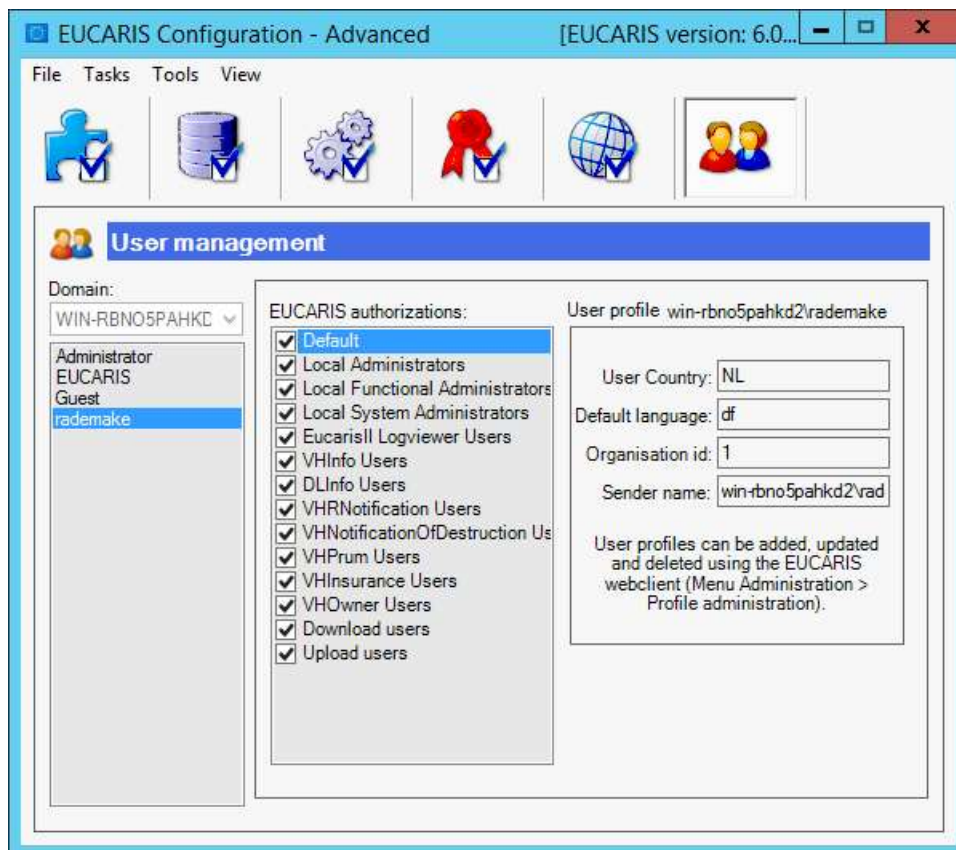 EUCARIS Configuration - Advanced [EUCARIS version: 6.0...
File Tasks Tools View
User management
Domain:
WIN-RBNO5PAHKD
Administrator
EUCARIS
Guest
rademake
EUCARIS authorizations:
Default
Local Administrators
Local Functional Administrators
Local System Administrators
EucarisII Logviewer Users
VHInfo Users
DLInfo Users
VHRNotification Users
VHNotificationOfDestruction Us
VHPrum Users
VHInsurance Users
VHOwner Users
Download users
Upload users
User profile win-rbno5pahkd2\rademake
User Country: NL
Default language: df
Organisation id: 1
Sender name: win-rbno5pahkd2\rad
User profiles can be added, updated
and deleted using the EUCARIS
webclient (Menu Administration >
Profile administration).